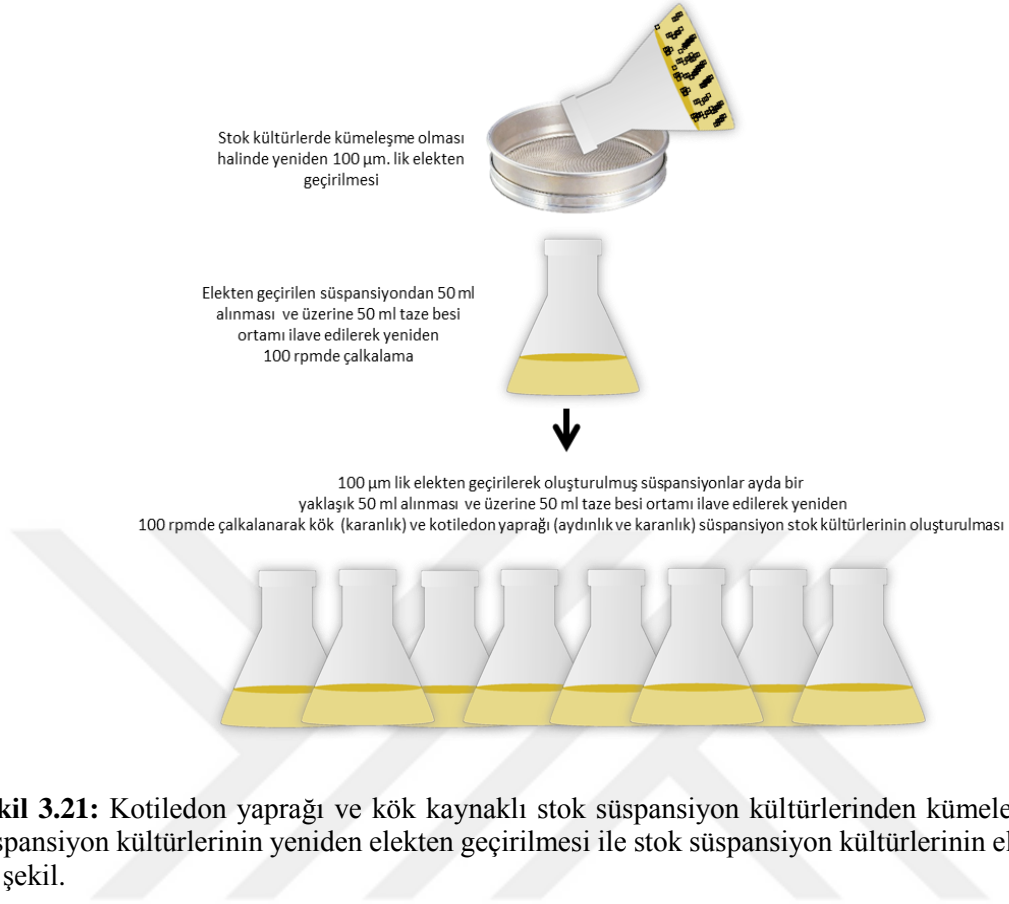 Stok kültürlerde kümeleşme olması
halinde yeniden 100 µm. lik elekten
geçirilmesi
Elekten geçirilen süspansiyondan 50 ml
alınması ve üzerine 50 ml taze besi
ortamı ilave edilerek yeniden
100 rpmde çalkalama
100 µm lik elekten geçirilerek oluşturulmuş süspansiyonlar ayda bir
yaklaşık 50 ml alınması ve üzerine 50 ml taze besi ortamı ilave edilerek yeniden
100 rpmde çalkalanarak kök (karanlık) ve kotiledon yaprağı (aydınlık ve karanlık) süspansiyon stok kültürlerinin oluşturulması
3.21: Kotiledon yaprağı ve kök kaynaklı stok süspansiyon kültürlerinden
kültürlerinin yeniden elekten geçirilmesi ile stok süspansiyon kültürlerinin
şekil.